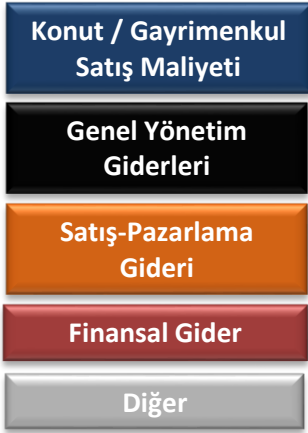 Konut / Gayrimenkul
Satış Maliyeti
Genel Yönetim
Giderleri
Satış-Pazarlama
Gideri
Finansal Gider
Diğer